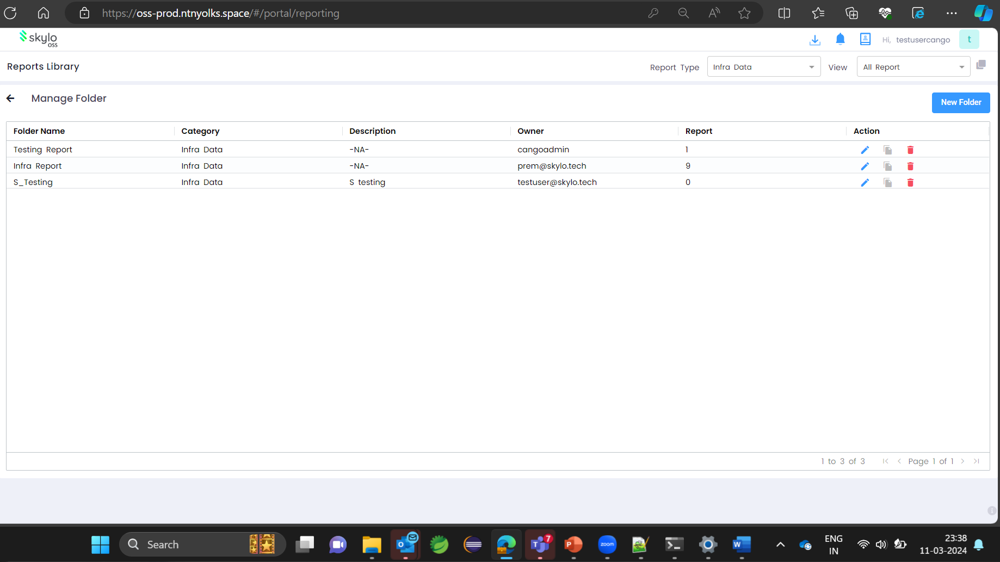 https://oss-prod.ntnyolks.space/#/portal/reporting
skylo
oss
Hi, testusercango
t
Reports Library
Report Type
Infra Data
View
All Report
Manage Folder
New Folder
Folder Name Category Description Owner Report Action
Testing Report Infra Data -NA- cangoadmin 1
Infra Report Infra Data -NA- prem@skylo.tech 9
S_Testing Infra Data S testing testuser@skylo.tech 0
1 to 3 of 3
Page 1 of 1
Search
7
zoom
ENG
IN
23:38
11-03-2024